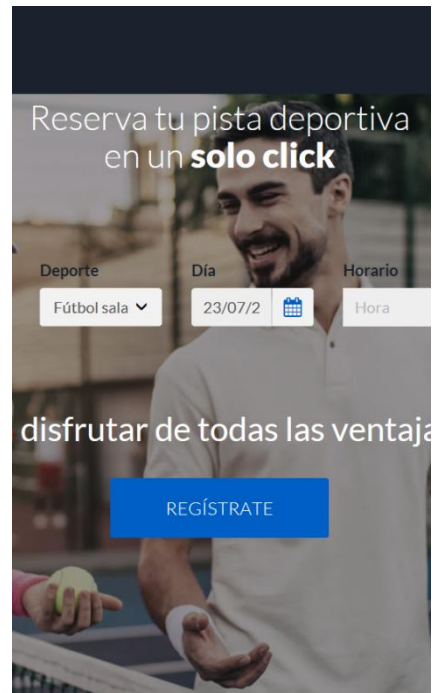 Reserva tu pista deportiva
en un solo click
Deporte
Día
Horario
Fútbol sala
23/07/2
Hora
disfrutar de todas las ventaja
REGÍSTRATE